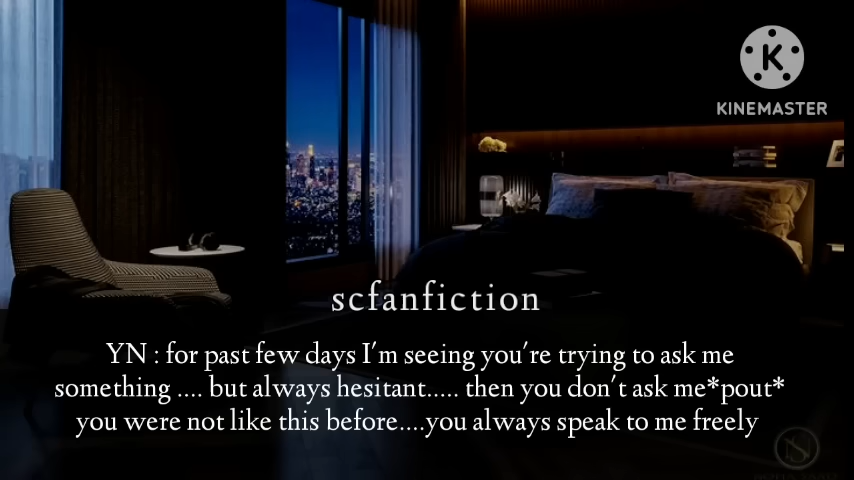 KINEMASTER
scfanfiction
YN : for past few days I'm seeing you're trying to ask me
something .... but always hesitant..... then you don't ask me*pout*
you were not like this before....you always speak to me freely